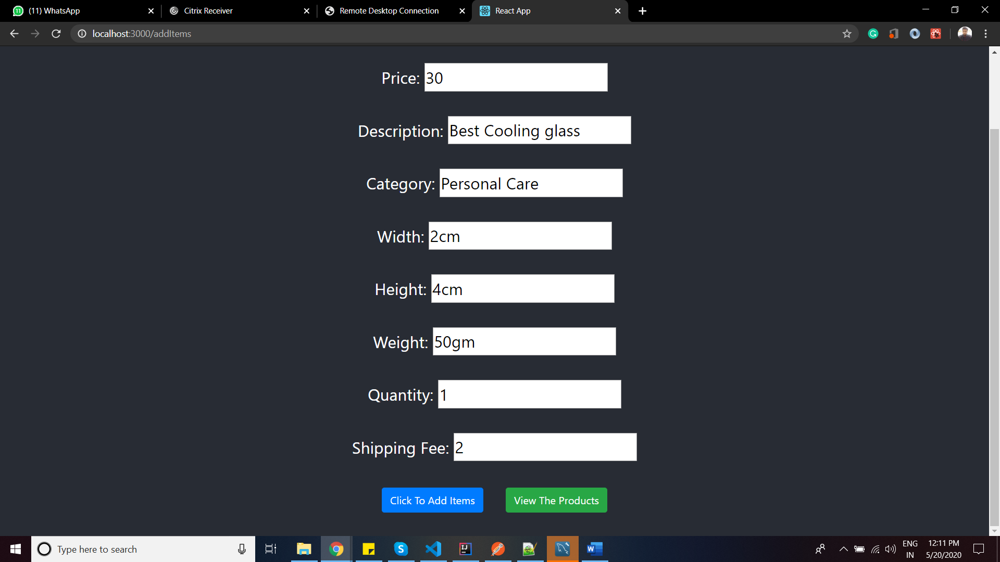 (11) WhatsApp
Citrix Receiver
Remote Desktop Connection
React App
localhost:3000/addItems
Price: 30
Description: Best Cooling glass
Category: Personal Care
Width: 2cm
Height: 4cm
Weight: 50gm
Quantity: 1
Shipping Fee: 2
Click To Add Items
View The Products
Type here to search
ENG
IN
12:11 PM
5/20/2020